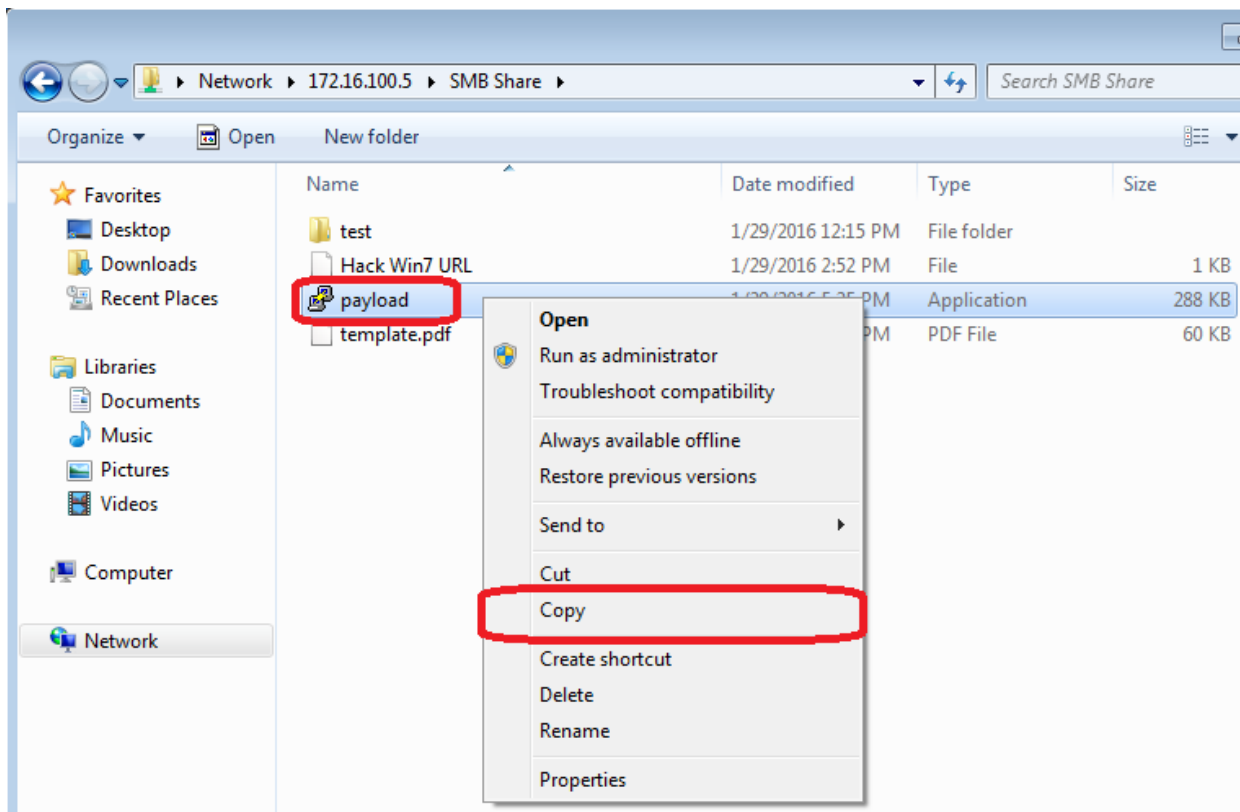 Network 172.16.100.5 SMB Share Search SMB Share
Organize Open New folder
Name Date modified Type Size
Favorites
Desktop
Downloads
Recent Places
Libraries
Documents
Music
Pictures
Videos
Computer
Network
test 1/29/2016 12:15 PM File folder
Hack Win7 URL 1/29/2016 2:52 PM File 1 KB
payload PM Application 288 KB
template.pdf PM PDF File 60 KB
Open
Run as administrator
Troubleshoot compatibility
Always available offline
Restore previous versions
Send to
Cut
Copy
Create shortcut
Delete
Rename
Properties